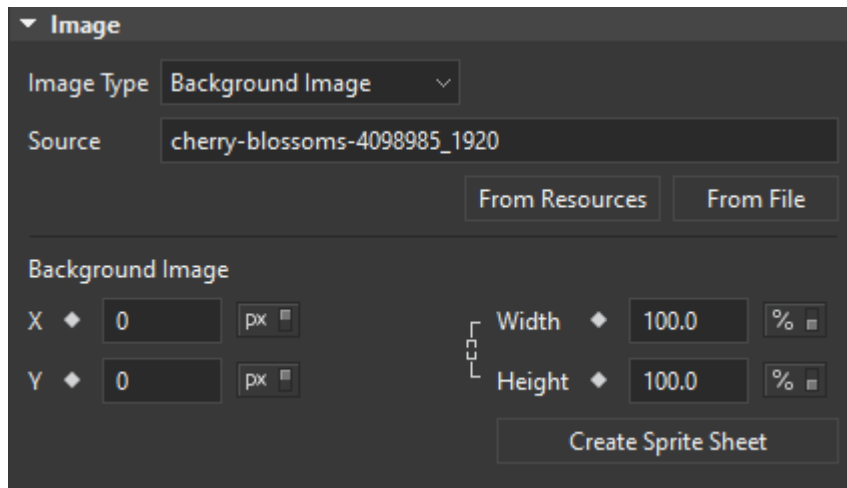 Image
Image Type Background Image
Source cherry-blossoms-4098985_1920
From Resources From File
Background Image
X 0 px Width 100.0 %
Y 0 px Height 100.0 %
Create Sprite Sheet